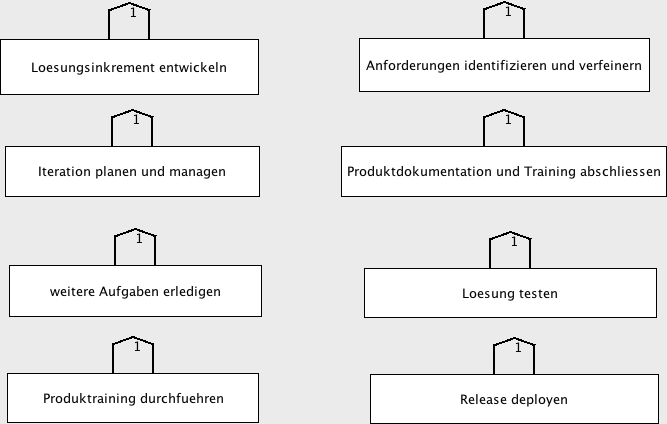 1
Loesungsinkrement entwickeln
1
Anforderungen identifizieren und verfeinern
1
Iteration planen und managen
1
Produktdokumentation und Training abschliessen
1
weitere Aufgaben erledigen
1
Loesung testen
1
Produktraining durchfuehren
1
Release deployen